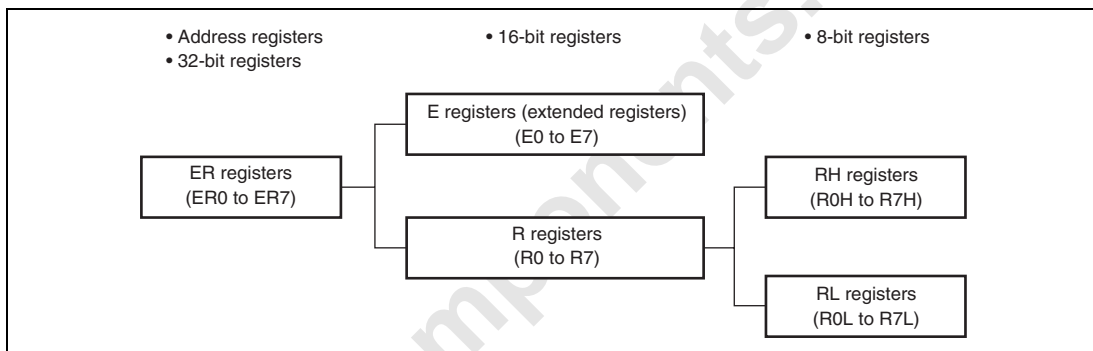 • Address registers
• 32-bit registers
• 16-bit registers
• 8-bit registers
E registers (extended registers)
(E0 to E7)
ER registers
(ER0 to ER7)
RH registers
(R0H to R7H)
R registers
(R0 to R7)
RL registers
(R0L to R7L)
mponents.